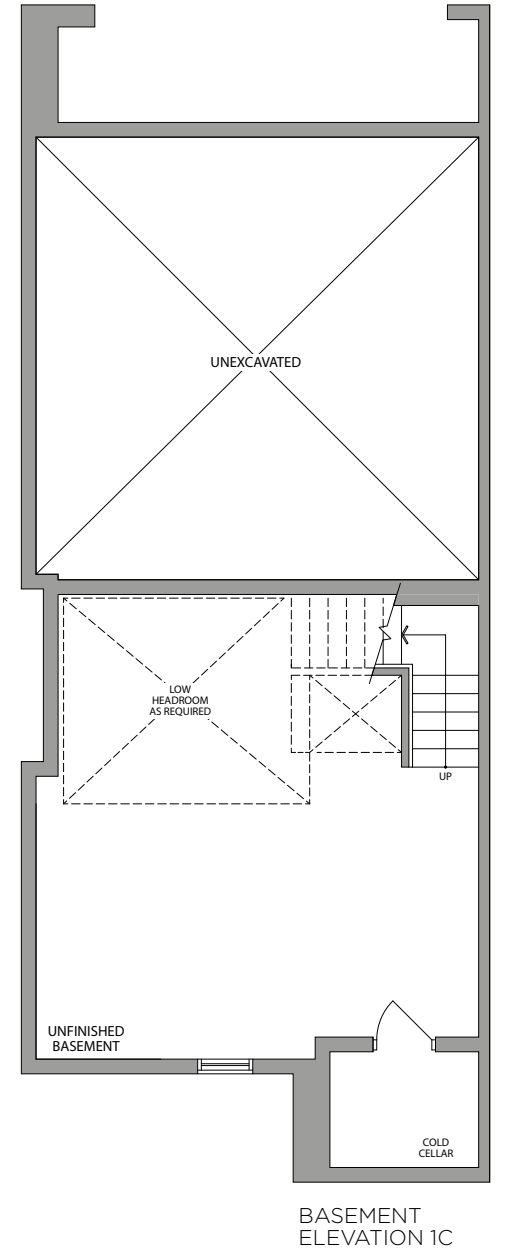 UNEXCAVATED
LOW
HEADROOM
AS REQUIRED
UP
UNFINISHED
BASEMENT
COLD
CELLAR
BASEMENT
ELEVATION 1C